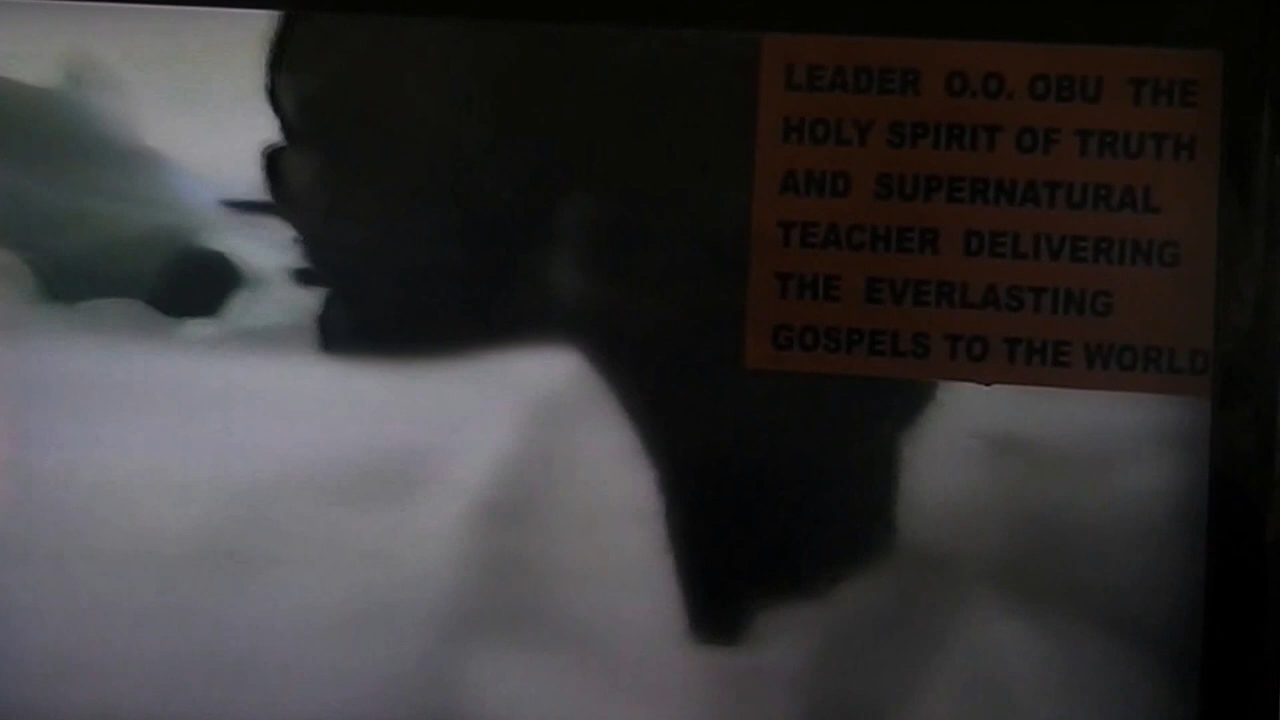 LEADER O.O. OBU THE
HOLY SPIRIT OF TRUTH
AND SUPERNATURAL
TEACHER DELIVERING
THE EVERLASTING
GOSPELS TO THE WORLD